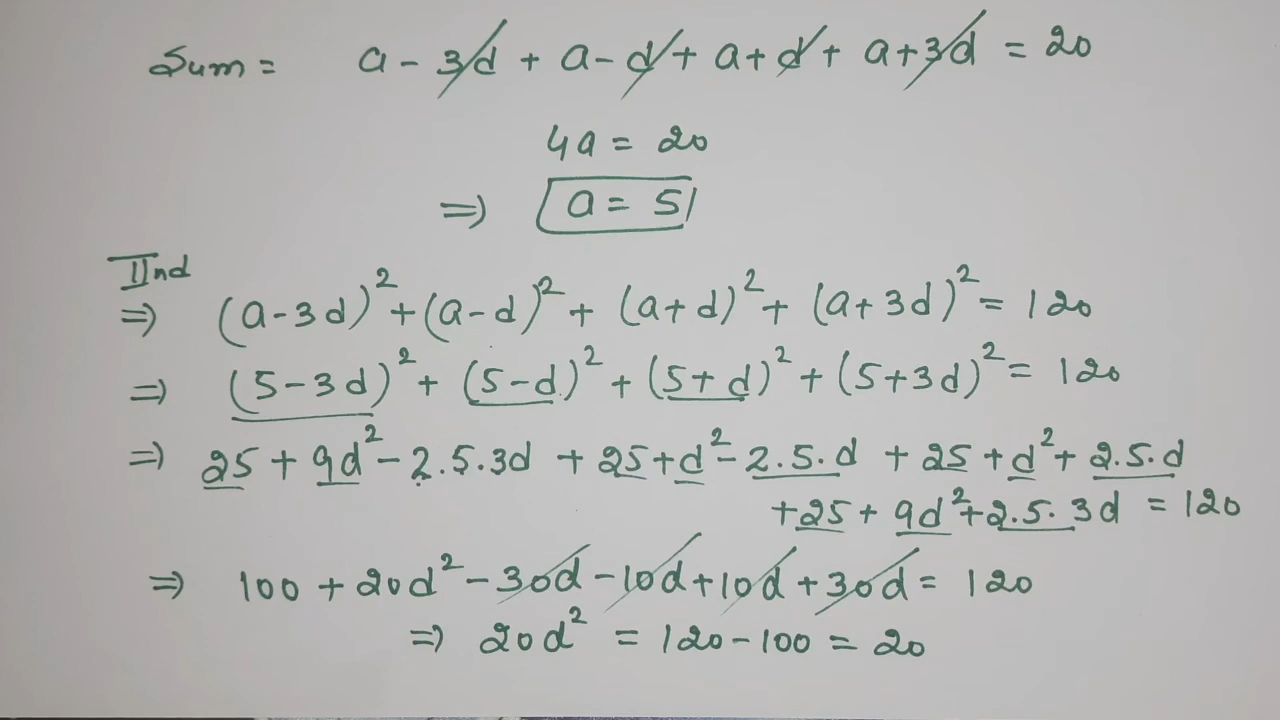 Sum = a - 3d + a - d + a + d + a + 3d = 20
4a = 20
⇒ a = 5
IInd
⇒ (a - 3d)² + (a - d)² + (a + d)² + (a + 3d)² = 120
⇒ (5 - 3d)² + (5 - d)² + (5 + d)² + (5 + 3d)² = 120
⇒ 25 + 9d² - 2.5.3d + 25 + d² - 2.5.d + 25 + d² + 2.5.d
+ 25 + 9d² + 2.5.3d = 120
⇒ 100 + 20d² - 30d - 10d + 10d + 30d = 120
⇒ 20d² = 120 - 100 = 20